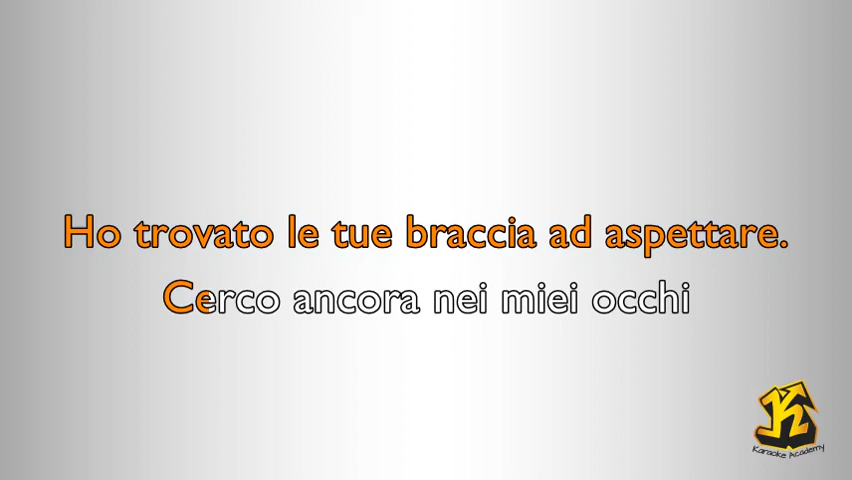 Ho trovato le tue braccia ad aspettare.
Cerco ancora nei miei occhi
K
Karaoke Academy